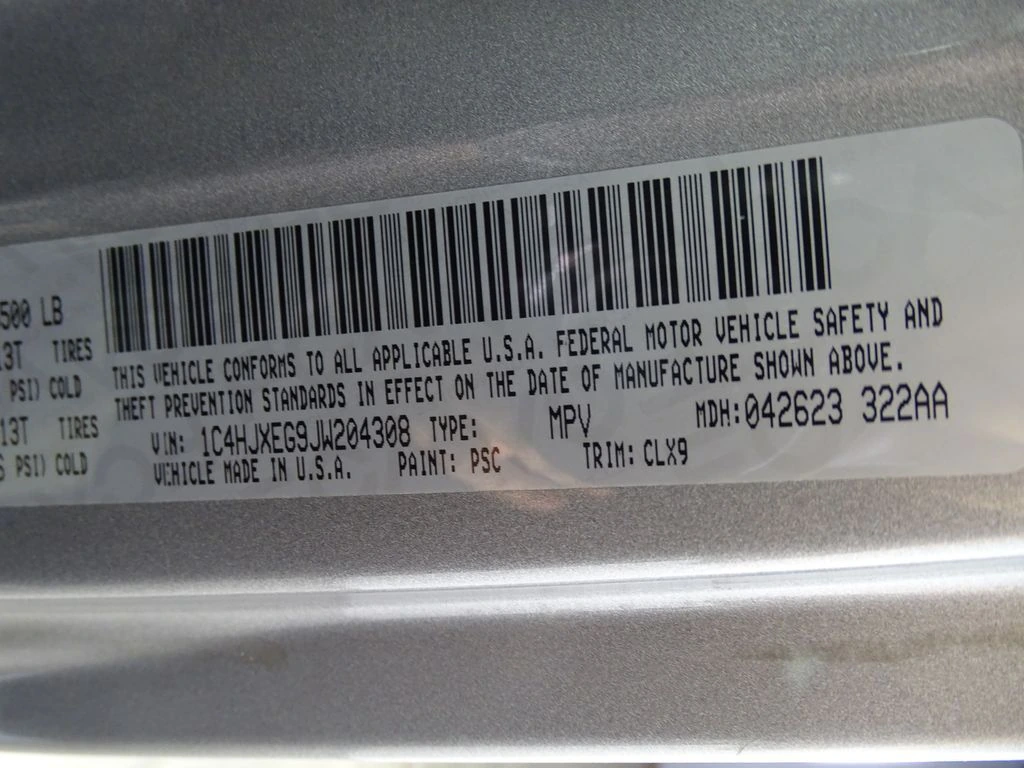 500 LB
13T TIRES
PSI) COLD
13T TIRES
PSI) COLD
THIS VEHICLE CONFORMS TO ALL APPLICABLE U.S.A. FEDERAL MOTOR VEHICLE SAFETY AND
THEFT PREVENTION STANDARDS IN EFFECT ON THE DATE OF MANUFACTURE SHOWN ABOVE.
VIN: 1C4HJXEG9JW204308 TYPE: MPV MDH:042623 322AA
VEHICLE MADE IN U.S.A. PAINT: PSC TRIM: CLX9